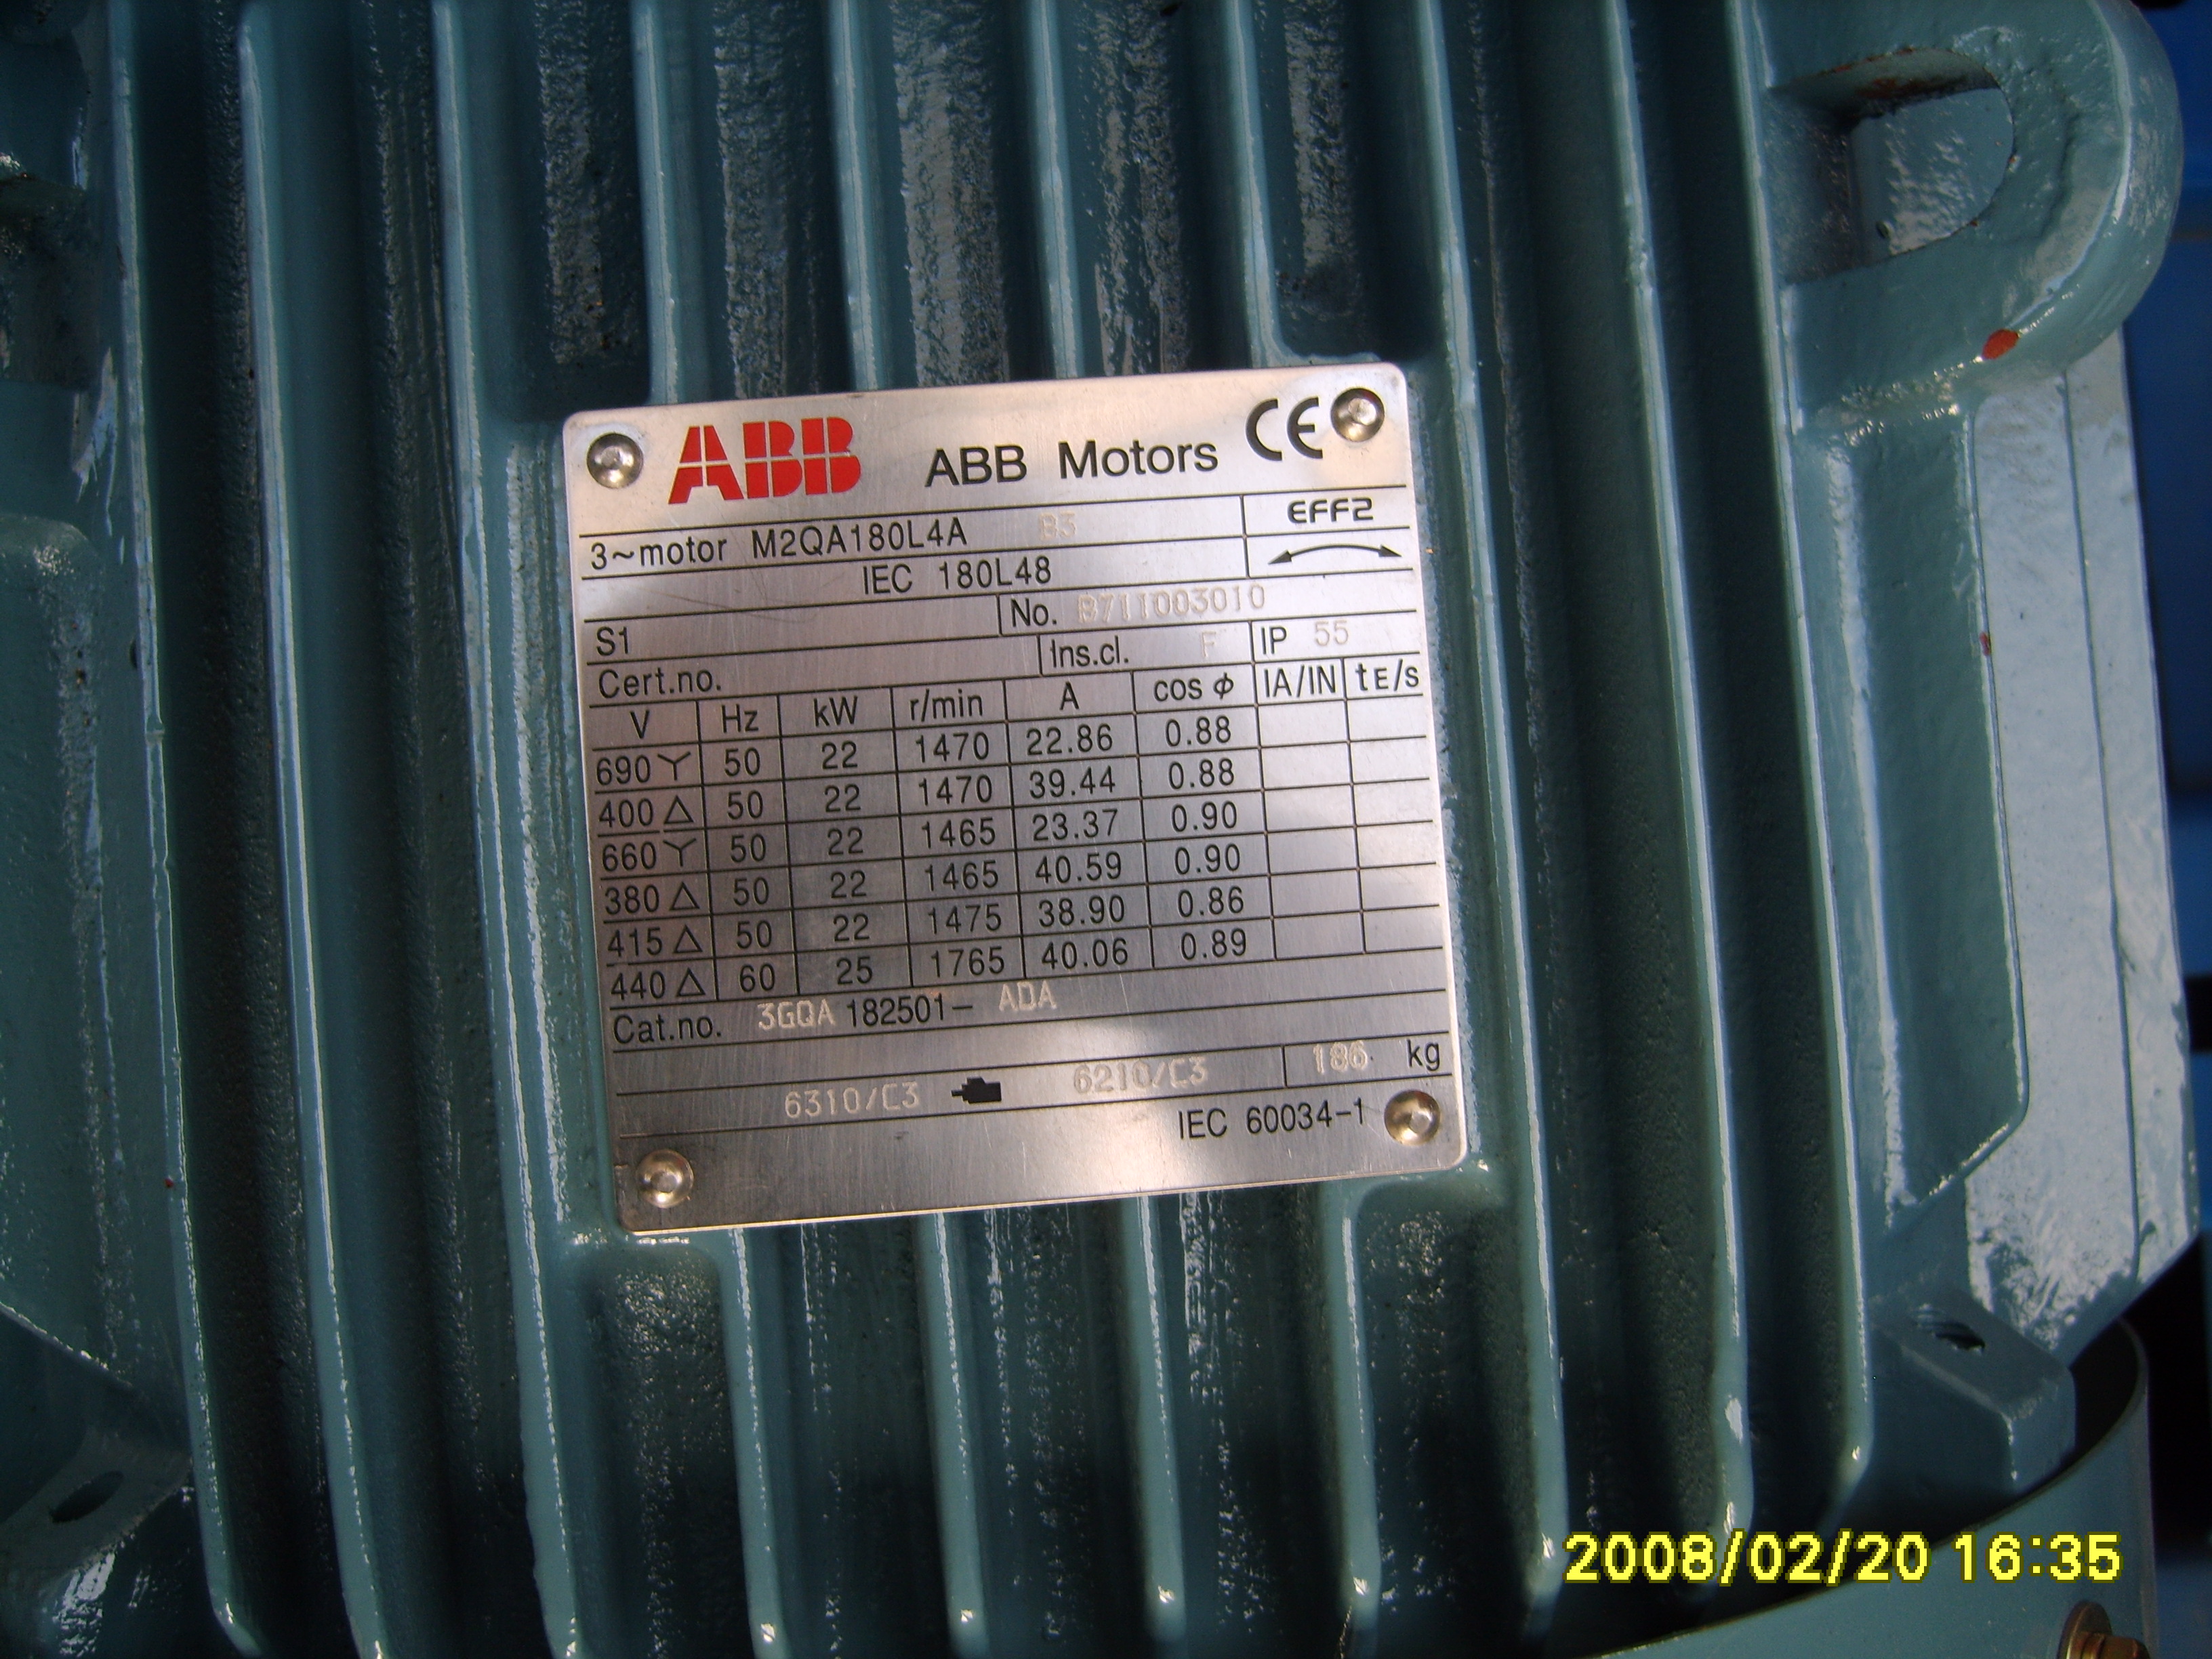 ABB ABB Motors CE
3~motor M2QA180L4A B3 EFF2
IEC 180L48
S1 No. B711003010
Cert.no. Ins.cl. F IP 55
V Hz kW r/min A cos φ IA/IN tE/s
690 Y 50 22 1470 22.86 0.88
400 △ 50 22 1470 39.44 0.88
660 Y 50 22 1465 23.37 0.90
380 △ 50 22 1465 40.59 0.90
415 △ 50 22 1475 38.90 0.86
440 △ 60 25 1765 40.06 0.89
Cat.no. 3GQA 182501- ADA
6310/C3 6210/C3 186 kg
IEC 60034-1
2008/02/20 16:35